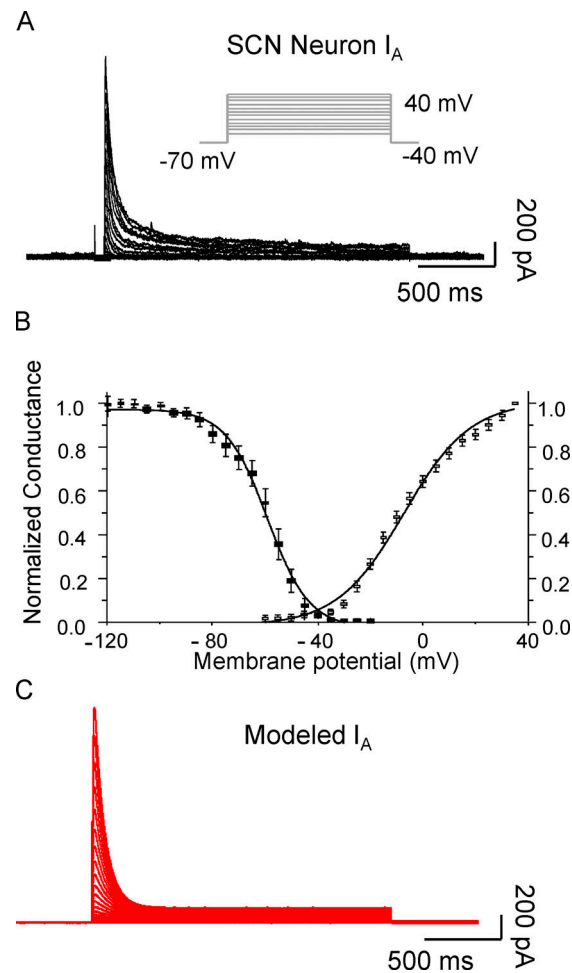 A
SCN Neuron I_A
40 mV
-70 mV
-40 mV
200 pA
500 ms
B
Normalized Conductance
1.0
0.8
0.6
0.4
0.2
0.0
1.0
0.8
0.6
0.4
0.2
0.0
-120
-80
-40
0
40
Membrane potential (mV)
C
Modeled I_A
200 pA
500 ms